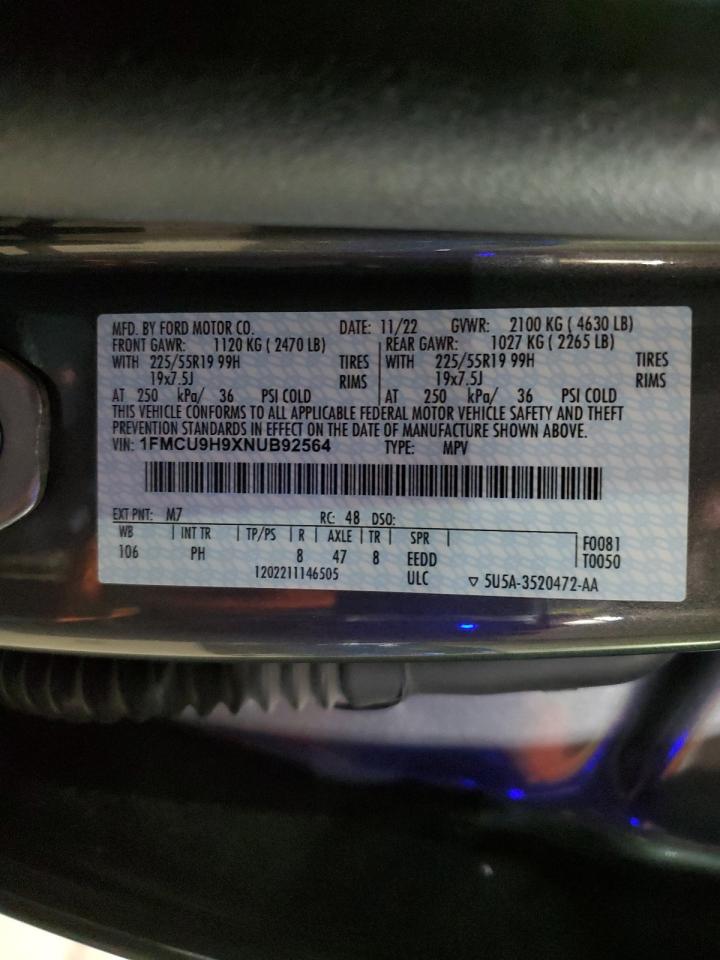 MFD. BY FORD MOTOR CO. DATE: 11/22 GVWR: 2100 KG ( 4630 LB)
FRONT GAWR: 1120 KG ( 2470 LB) REAR GAWR: 1027 KG ( 2265 LB)
WITH 225/55R19 99H TIRES WITH 225/55R19 99H TIRES
19x7.5J RIMS 19x7.5J RIMS
AT 250 kPa/ 36 PSI COLD AT 250 kPa/ 36 PSI COLD
THIS VEHICLE CONFORMS TO ALL APPLICABLE FEDERAL MOTOR VEHICLE SAFETY AND THEFT
PREVENTION STANDARDS IN EFFECT ON THE DATE OF MANUFACTURE SHOWN ABOVE.
VIN: 1FMCU9H9XNUB92564 TYPE: MPV
EXT PNT: M7 RC: 48 DSO:
WB INT TR TP/PS R AXLE TR SPR
106 PH 8 47 8 EEDD F0081
T0050
1202211146505 ULC 5U5A-3520472-AA